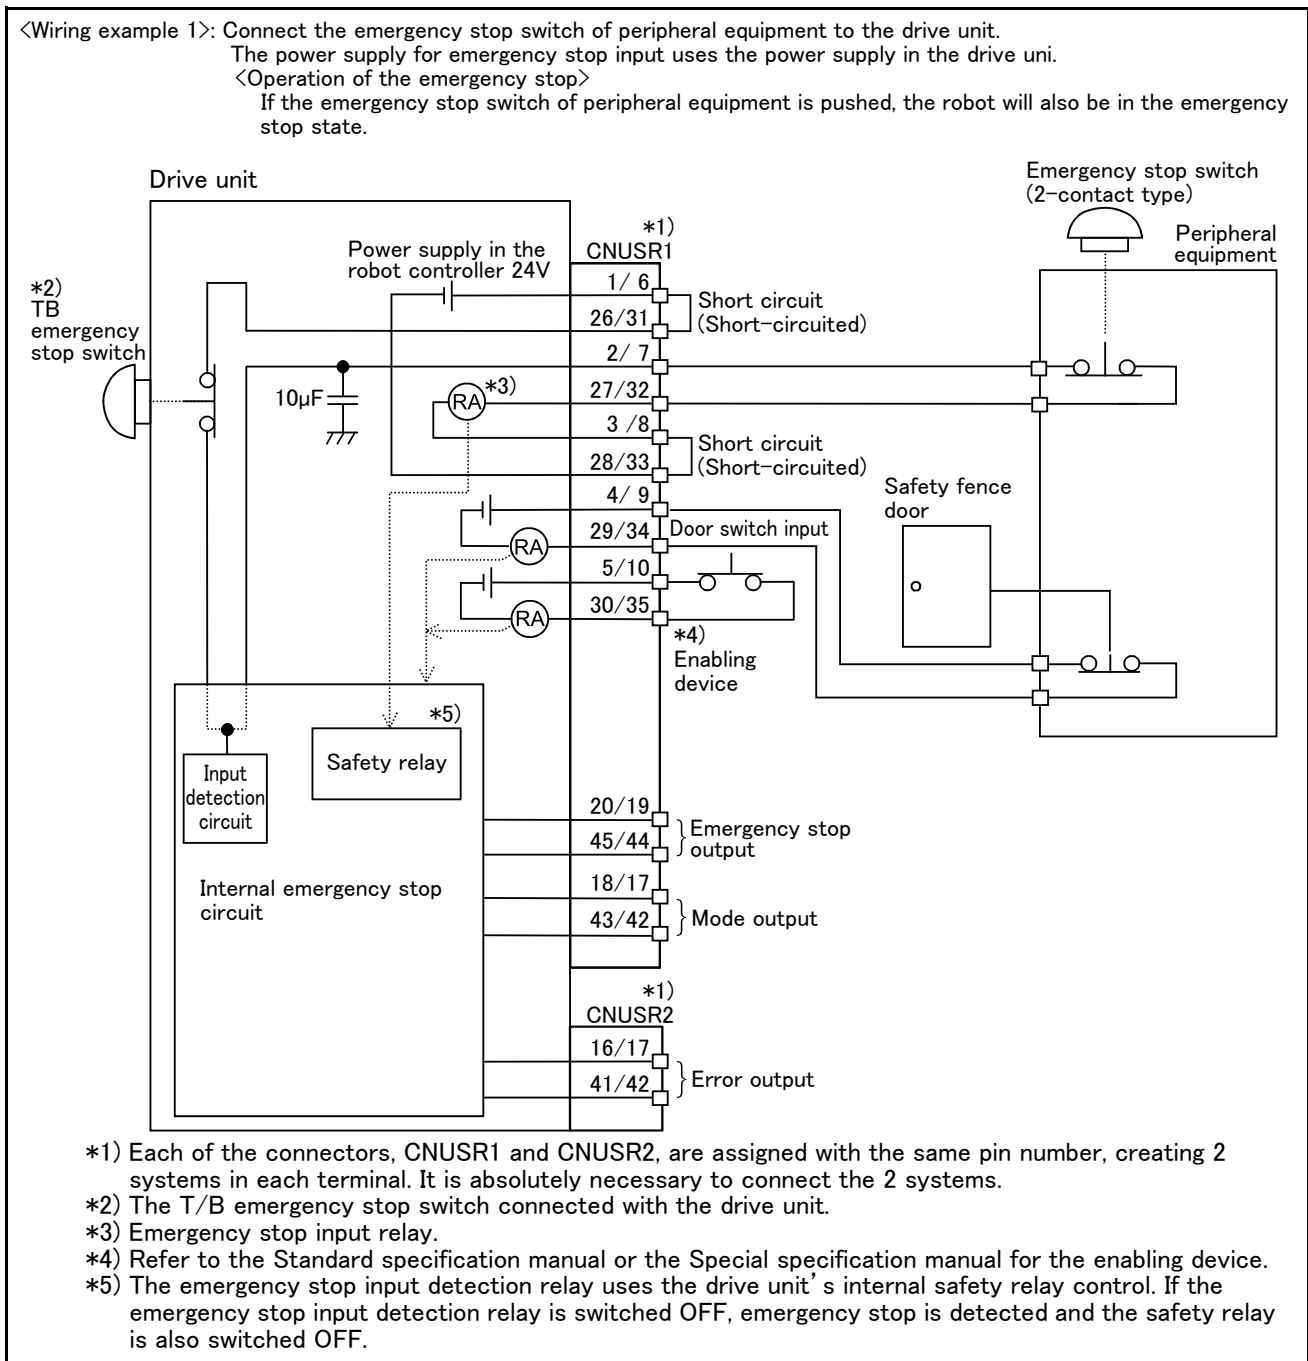 <Wiring example 1>: Connect the emergency stop switch of peripheral equipment to the drive unit.
The power supply for emergency stop input uses the power supply in the drive uni.
<Operation of the emergency stop>
If the emergency stop switch of peripheral equipment is pushed, the robot will also be in the emergency
stop state.
Drive unit
Emergency stop switch
(2-contact type)
Peripheral
equipment
*1)
CNUSR1
Power supply in the
robot controller 24V
*2)
TB
emergency
stop switch
1/ 6
26/31
Short circuit
(Short-circuited)
2/ 7
27/32
10µF
RA
*3)
3 /8
28/33
Short circuit
(Short-circuited)
4/ 9
29/34
Door switch input
RA
Safety fence
door
5/10
30/35
RA
*4)
Enabling
device
*5)
Safety relay
Input
detection
circuit
Internal emergency stop
circuit
20/19
45/44
Emergency stop
output
18/17
43/42
Mode output
*1)
CNUSR2
16/17
41/42
Error output
*1) Each of the connectors, CNUSR1 and CNUSR2, are assigned with the same pin number, creating 2
systems in each terminal. It is absolutely necessary to connect the 2 systems.
*2) The T/B emergency stop switch connected with the drive unit.
*3) Emergency stop input relay.
*4) Refer to the Standard specification manual or the Special specification manual for the enabling device.
*5) The emergency stop input detection relay uses the drive unit's internal safety relay control. If the
emergency stop input detection relay is switched OFF, emergency stop is detected and the safety relay
is also switched OFF.